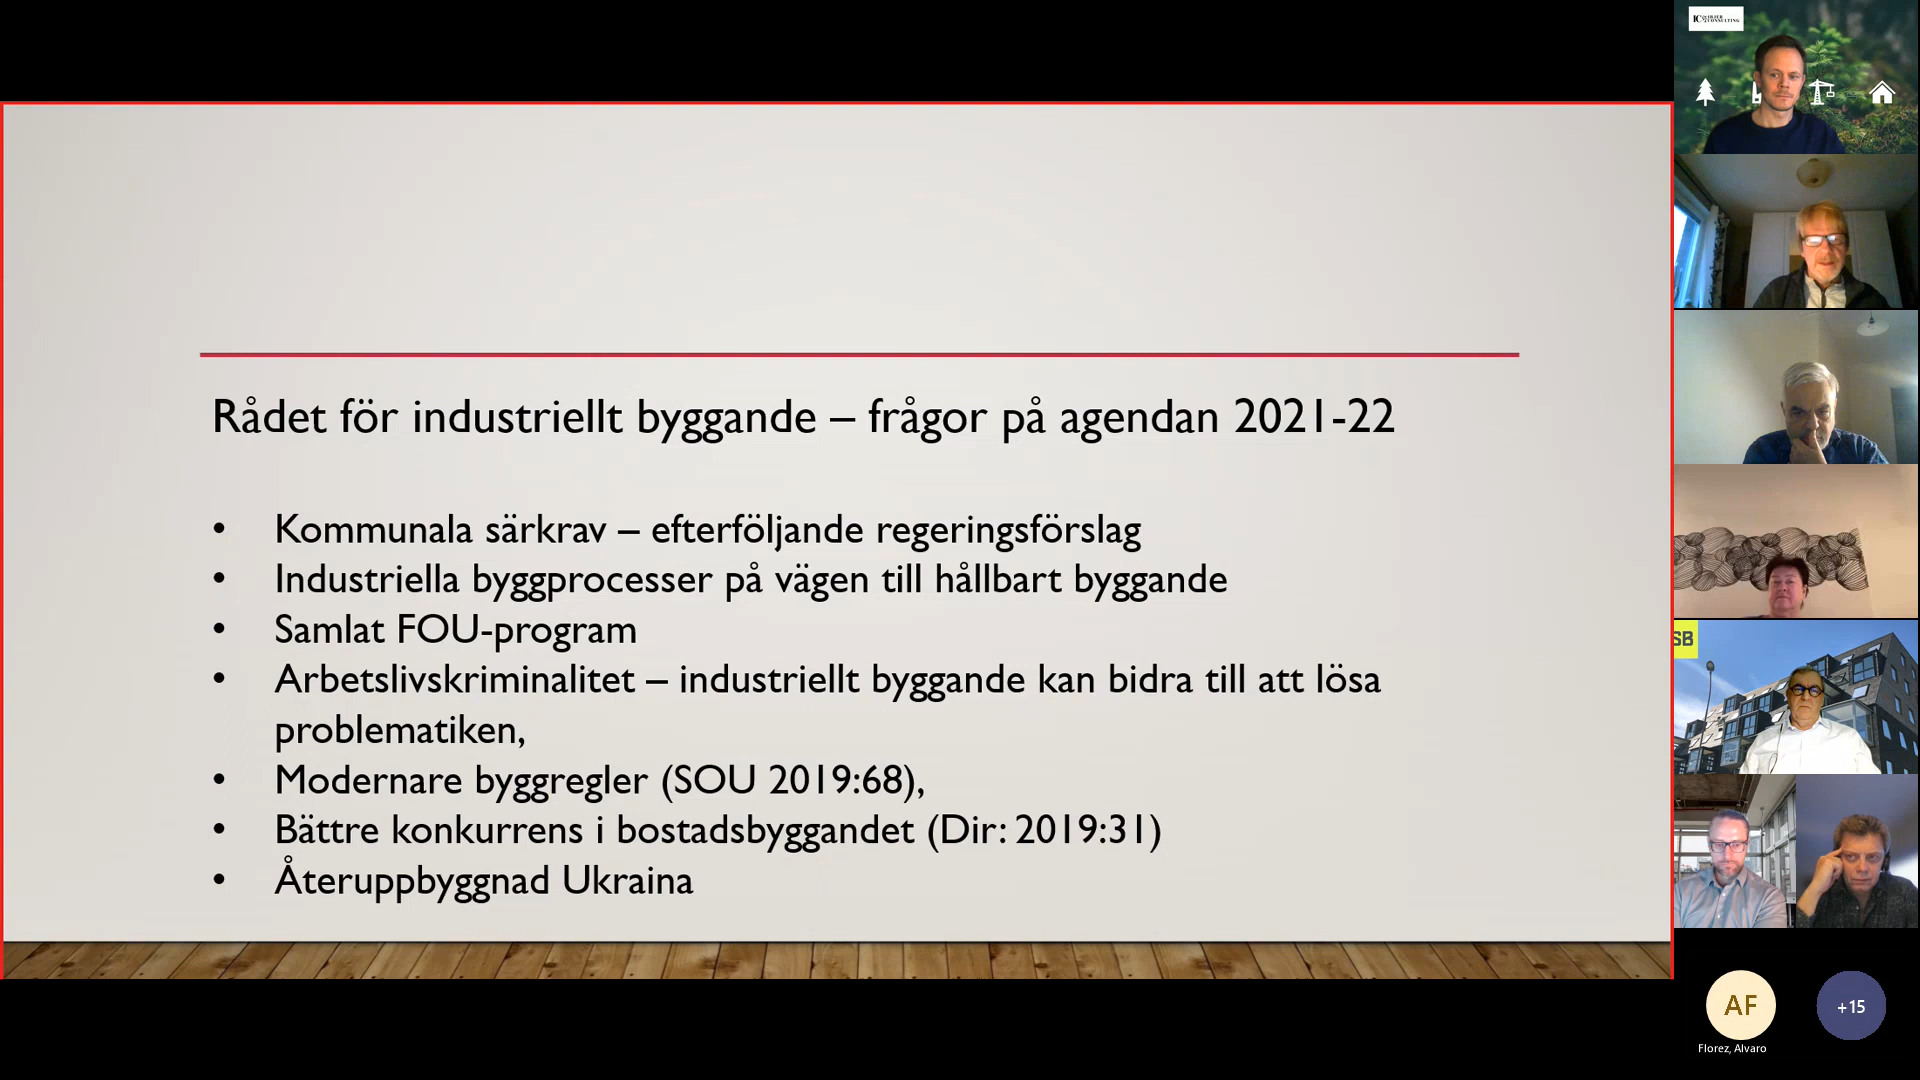 Rådet för industriellt byggande – frågor på agendan 2021-22
• Kommunala särkrav – efterföljande regeringsförslag
• Industriella byggprocesser på vägen till hållbart byggande
• Samlat FOU-program
• Arbetslivskriminalitet – industriellt byggande kan bidra till att lösa
problematiken,
• Modernare byggregler (SOU 2019:68),
• Bättre konkurrens i bostadsbyggandet (Dir: 2019:31)
• Återuppbyggnad Ukraina
SB
AF
+15
Florez, Alvaro